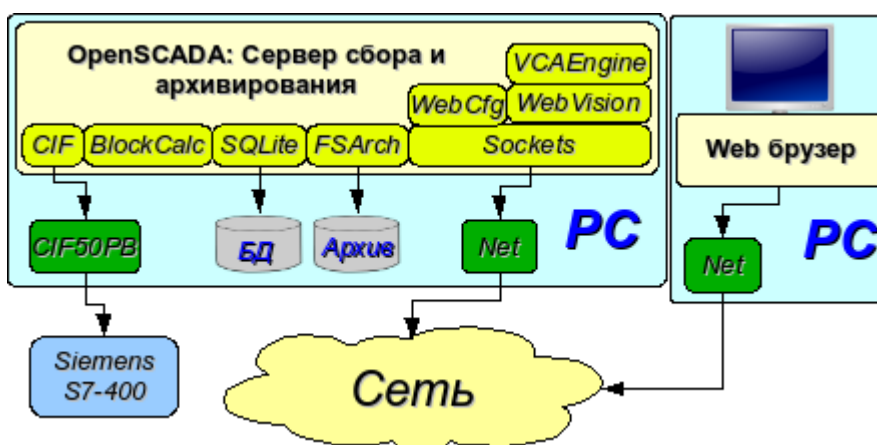 OpenSCADA: Сервер сбора и
архивирования
VCAEngine
WebCfg
WebVision
CIF
BlockCalc
SQLite
FSArch
Sockets
Web брузер
CIF50PB
БД
Архив
Net
PC
Net
PC
Siemens
S7-400
Сеть